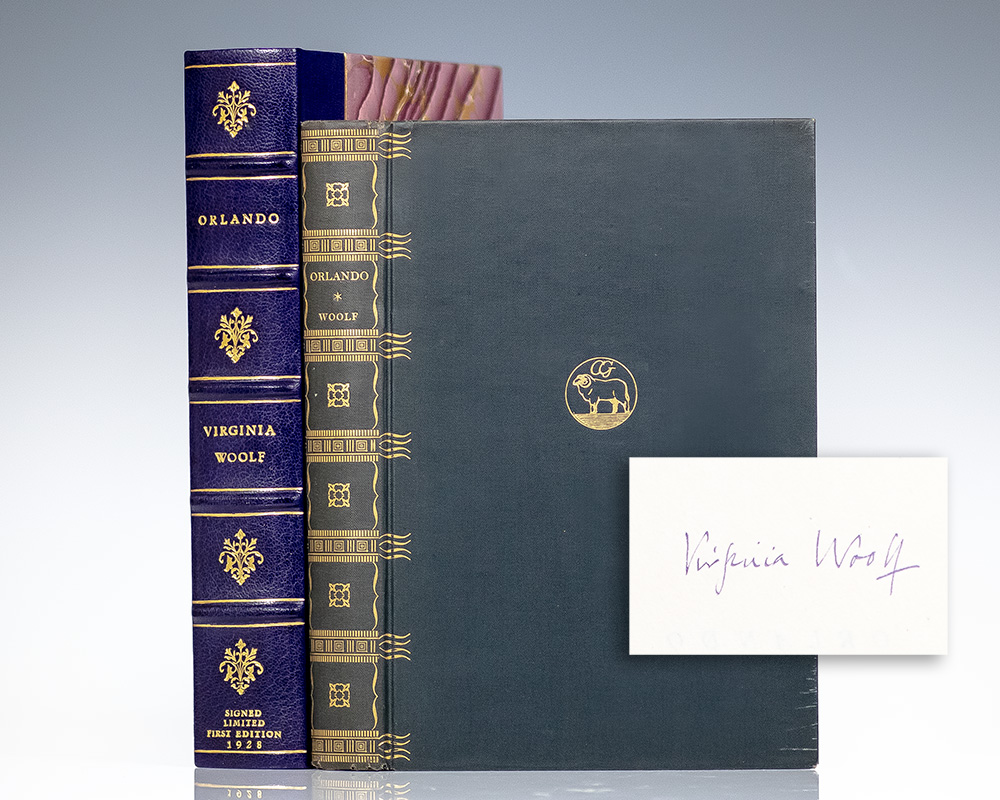 ORLANDO
VIRGINIA
WOOLF
SIGNED
LIMITED
FIRST EDITION
1928
ORLANDO
*
WOOLF
Virginia Woolf